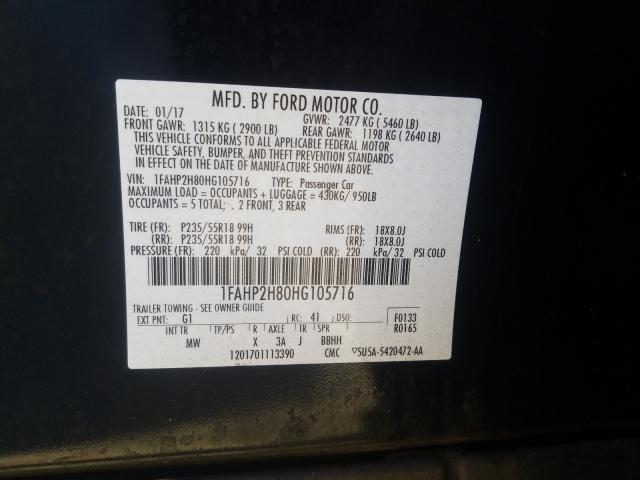 MFD. BY FORD MOTOR CO.
DATE: 01/17 GVWR: 2477 KG (5460 LB)
FRONT GAWR: 1315 KG (2900 LB) REAR GAWR: 1198 KG (2640 LB)
THIS VEHICLE CONFORMS TO ALL APPLICABLE FEDERAL MOTOR
VEHICLE SAFETY, BUMPER, AND THEFT PREVENTION STANDARDS
IN EFFECT ON THE DATE OF MANUFACTURE SHOWN ABOVE.
VIN: 1FAHP2H80HG105716 TYPE: Passenger Car
MAXIMUM LOAD = OCCUPANTS + LUGGAGE = 430KG/ 950LB
OCCUPANTS = 5 TOTAL; . 2 FRONT, 3 REAR
TIRE (FR): P235/55R18 99H RIMS (FR): 18X8.0J
(RR): P235/55R18 99H (RR): 18X8.0J
PRESSURE (FR): 220 kPa/ 32 PSI COLD (RR): 220 kPa/ 32 PSI COLD
1FAHP2H80HG105716
TRAILER TOWING - SEE OWNER GUIDE
EXT PNT: G1 RC: 41 DSO: F0133
INT TR TP/PS R AXLE TR SPR R0165
MW X 3A J BBHH
1201701113390 CMC 5U5A-5420472-AA